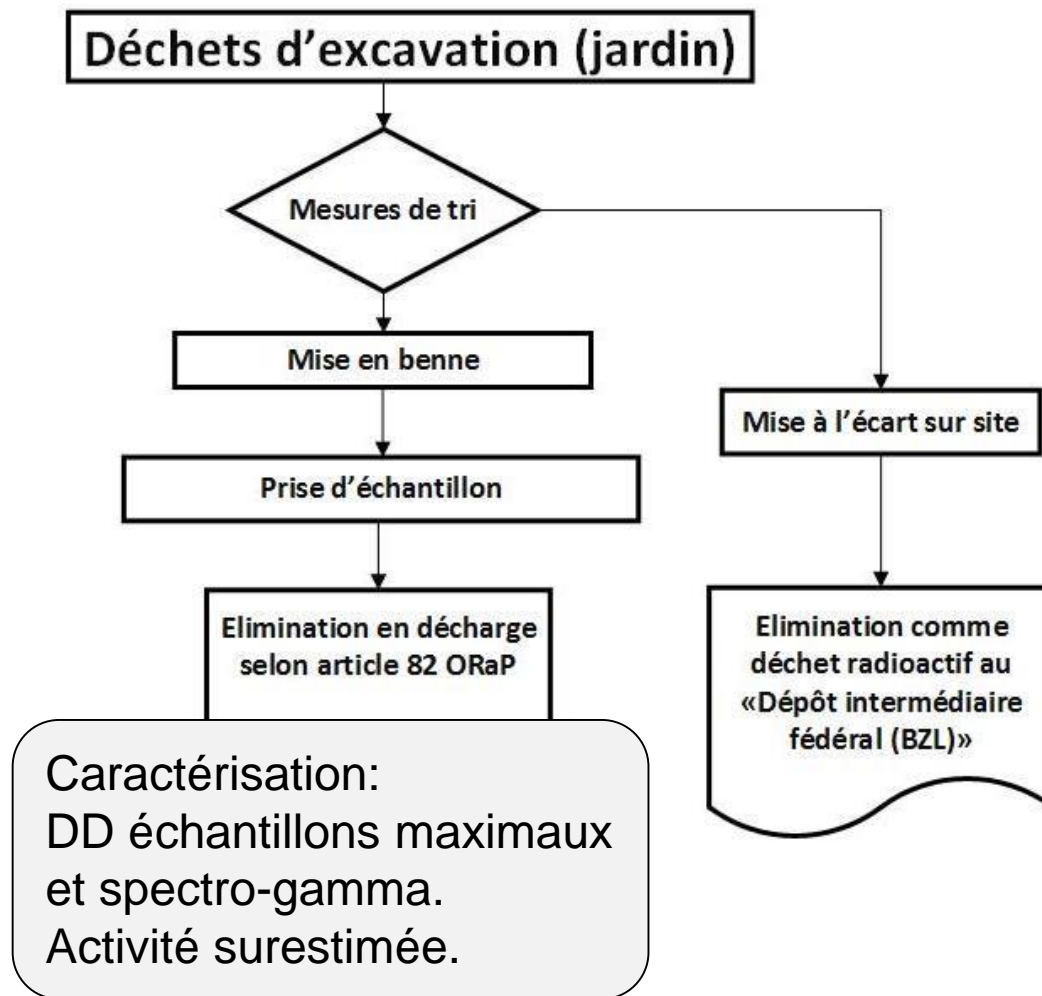 Déchets d’excavation (jardin)
Mesures de tri
Mise en benne
Mise à l’écart sur site
Prise d’échantillon
Elimination en décharge
selon article 82 ORaP
Elimination comme
déchet radioactif au
«Dépôt intermédiaire
fédéral (BZL)»
Caractérisation:
DD échantillons maximaux
et spectro-gamma.
Activité surestimée.